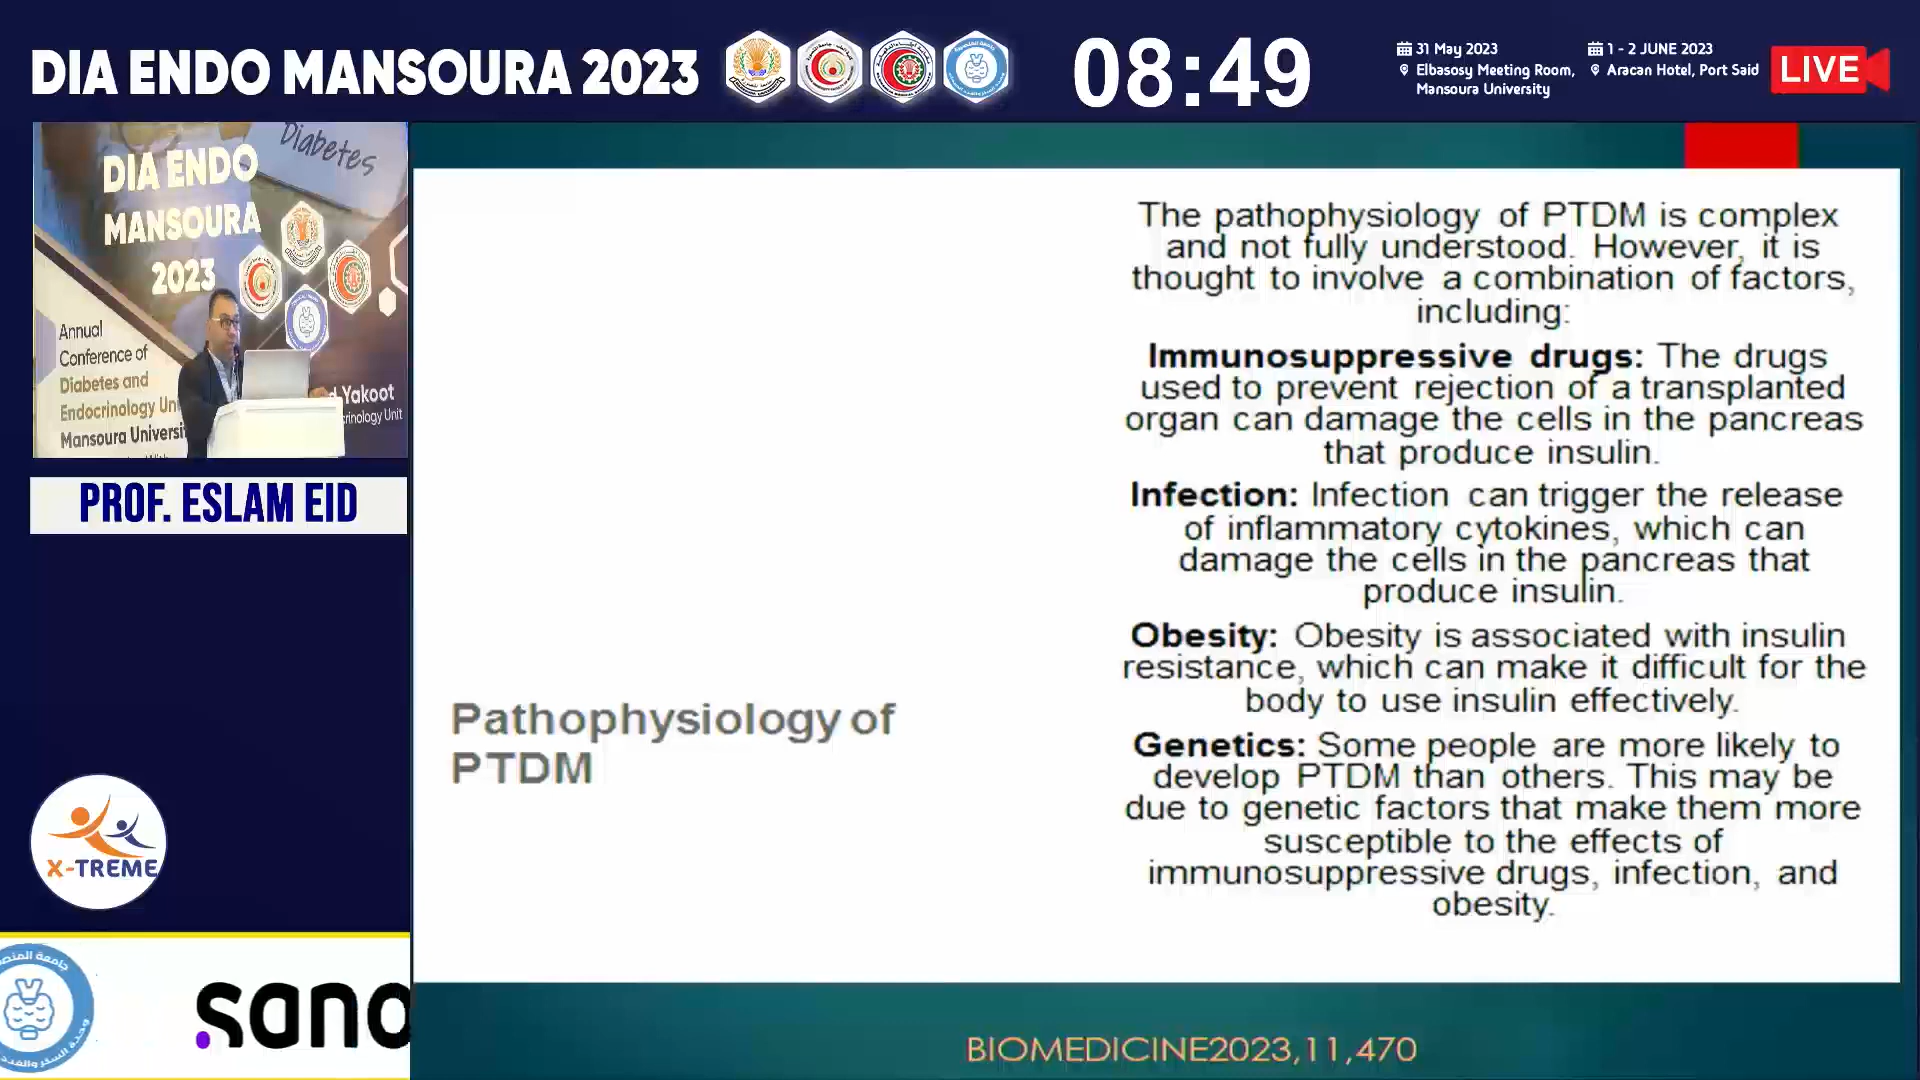 DIA ENDO MANSOURA 2023
08:49
31 May 2023
Elbasosy Meeting Room,
Mansoura University
1 - 2 JUNE 2023
Aracan Hotel, Port Said
LIVE
Diabetes
DIA ENDO
MANSOURA
2023
Annual
Conference of
Diabetes and
Endocrinology Un
Mansoura Universi
d Yakoot
crinology Unit
PROF. ESLAM EID
X-TREME
sano
Pathophysiology of
PTDM
The pathophysiology of PTDM is complex
and not fully understood. However, it is
thought to involve a combination of factors,
including:
Immunosuppressive drugs: The drugs
used to prevent rejection of a transplanted
organ can damage the cells in the pancreas
that produce insulin.
Infection: Infection can trigger the release
of inflammatory cytokines, which can
damage the cells in the pancreas that
produce insulin.
Obesity: Obesity is associated with insulin
resistance, which can make it difficult for the
body to use insulin effectively.
Genetics: Some people are more likely to
develop PTDM than others. This may be
due to genetic factors that make them more
susceptible to the effects of
immunosuppressive drugs, infection, and
obesity.
BIOMEDICINE2023,11,470